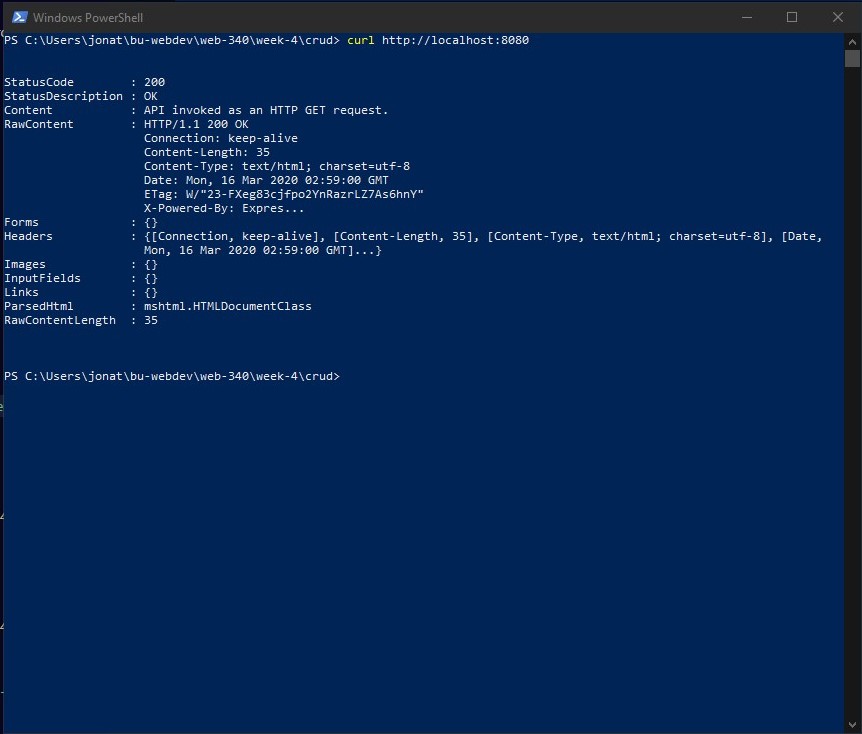 Windows PowerShell
PS C:\Users\jonat\bu-webdev\web-340\week-4\crud> curl http://localhost:8080
StatusCode : 200
StatusDescription : OK
Content : API invoked as an HTTP GET request.
RawContent : HTTP/1.1 200 OK
Connection: keep-alive
Content-Length: 35
Content-Type: text/html; charset=utf-8
Date: Mon, 16 Mar 2020 02:59:00 GMT
ETag: W/"23-FXeg83cjfpo2YnRazrLZ7As6hnY"
X-Powered-By: Expres...
Forms : {}
Headers : {[Connection, keep-alive], [Content-Length, 35], [Content-Type, text/html; charset=utf-8], [Date,
Mon, 16 Mar 2020 02:59:00 GMT]...}
Images : {}
InputFields : {}
Links : {}
ParsedHtml : mshtml.HTMLDocumentClass
RawContentLength : 35
PS C:\Users\jonat\bu-webdev\web-340\week-4\crud>